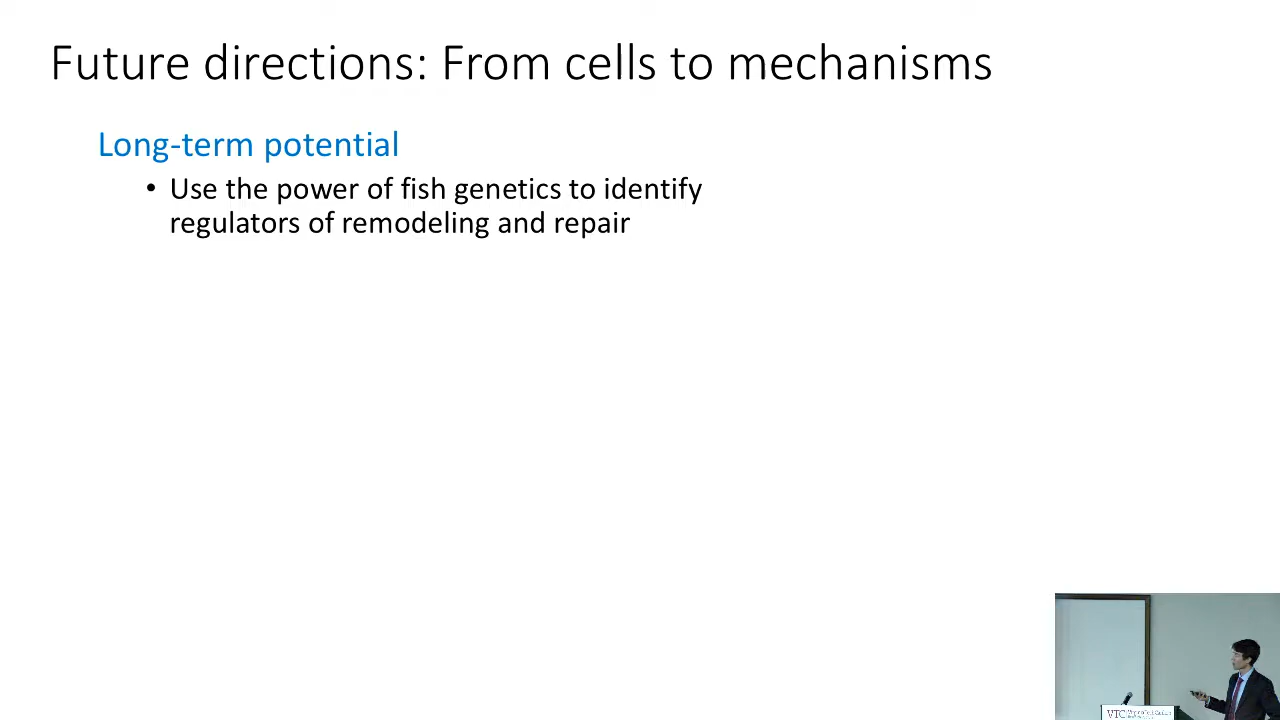 Future directions: From cells to mechanisms
Long-term potential
• Use the power of fish genetics to identify
regulators of remodeling and repair
VTC